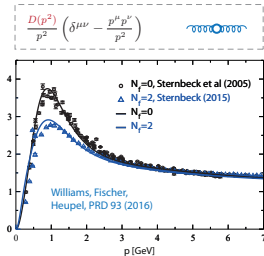 D(p²)/p² (δ^{μν} − p^μ p^ν/p²)
4
3
2
1
0
N_f=0, Sternbeck et al (2005)
N_f=2, Sternbeck (2015)
N_f=0
N_f=2
Williams, Fischer,
Heupel, PRD 93 (2016)
0 1 2 3 4 5 6 7
p [GeV]